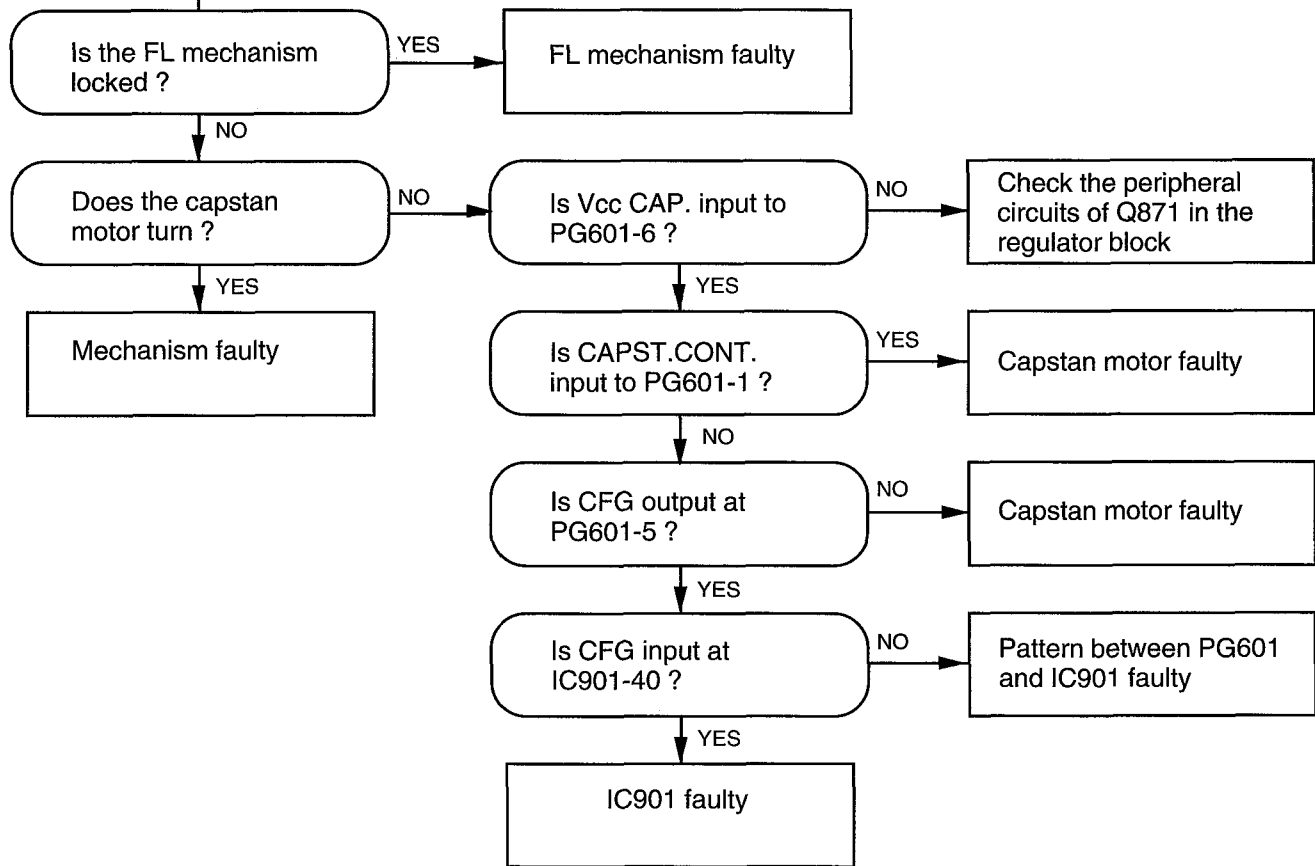 Is the FL mechanism
locked ?
YES
FL mechanism faulty
NO
Does the capstan
motor turn ?
NO
Is Vcc CAP. input to
PG601-6 ?
NO
Check the peripheral
circuits of Q871 in the
regulator block
YES
YES
Mechanism faulty
Is CAPST.CONT.
input to PG601-1 ?
YES
Capstan motor faulty
NO
Is CFG output at
PG601-5 ?
NO
Capstan motor faulty
YES
Is CFG input at
IC901-40 ?
NO
Pattern between PG601
and IC901 faulty
YES
IC901 faulty